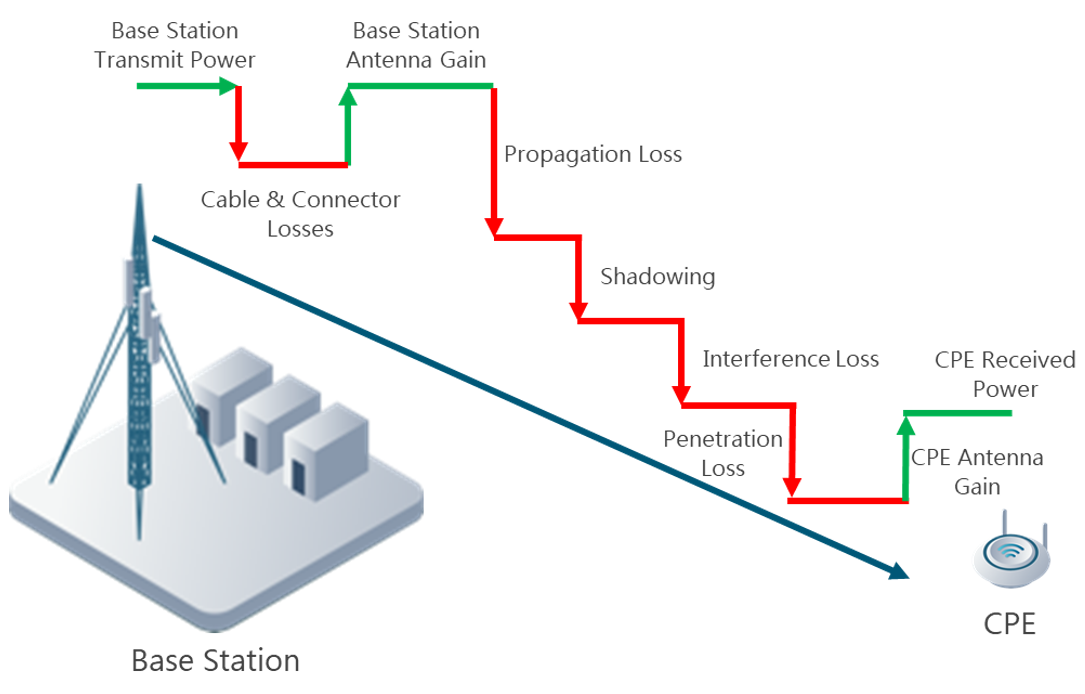 Base Station
Transmit Power
Base Station
Antenna Gain
Propagation Loss
Cable & Connector
Losses
Shadowing
Interference Loss
CPE Received
Power
Penetration
Loss
CPE Antenna
Gain
CPE
Base Station